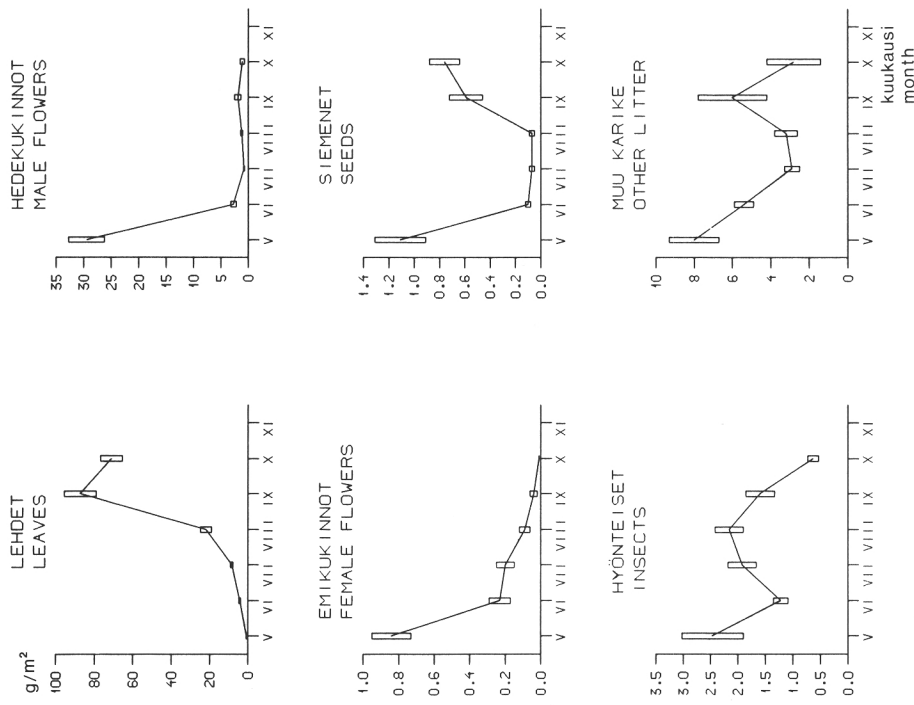 HEDEKUKINNOT
MALE FLOWERS
35 30 25 20 15 10 5 0
V VI VII VIII IX X XI
SIEMENET
SEEDS
1.4 1.2 1.0 0.8 0.6 0.4 0.2 0.0
V VI VII VIII IX X XI
MUU KARIKE
OTHER LITTER
10 8 6 4 2 0
V VI VII VIII IX X XI
kuukausi
month
g/m²
LEHDET
LEAVES
100 80 60 40 20 0
V VI VII VIII IX X XI
EMIKUKINNOT
FEMALE FLOWERS
1.0 0.8 0.6 0.4 0.2 0.0
V VI VII VIII IX X XI
HYÖNTEISET
INSECTS
3.5 3.0 2.5 2.0 1.5 1.0 0.5 0.0
V VI VII VIII IX X XI